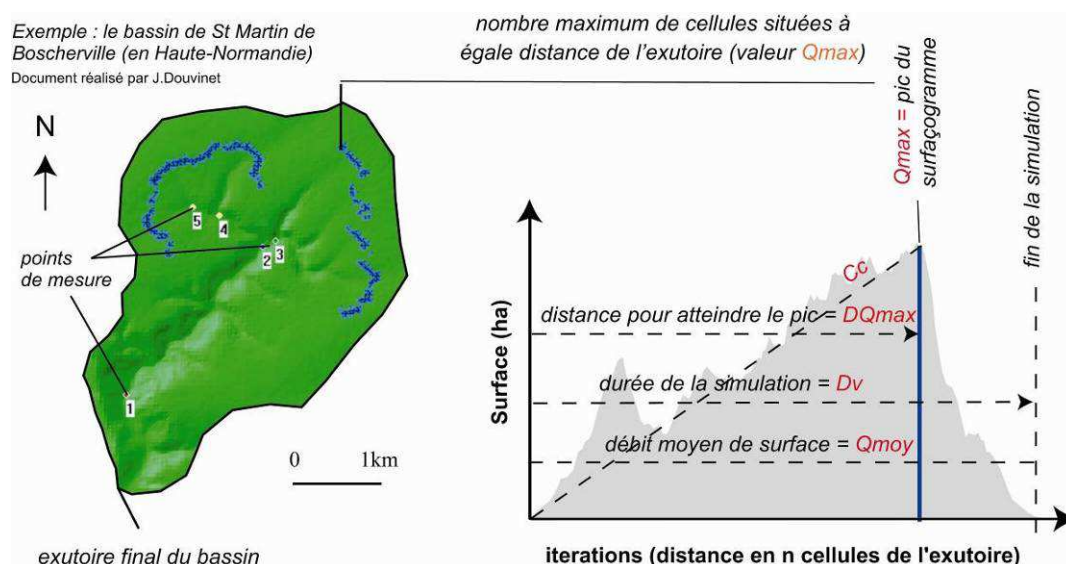 Exemple : le bassin de St Martin de
Boscherville (en Haute-Normandie)
Document réalisé par J.Douvinet
nombre maximum de cellules situées à
égale distance de l'exutoire (valeur Qmax)
N
5
4
3
2
1
points
de mesure
0 1km
exutoire final du bassin
Qmax = pic du
surfaçogramme
fin de la simulation
Surface (ha)
Cc
distance pour atteindre le pic = DQmax
durée de la simulation = Dv
débit moyen de surface = Qmoy
iterations (distance en n cellules de l'exutoire)